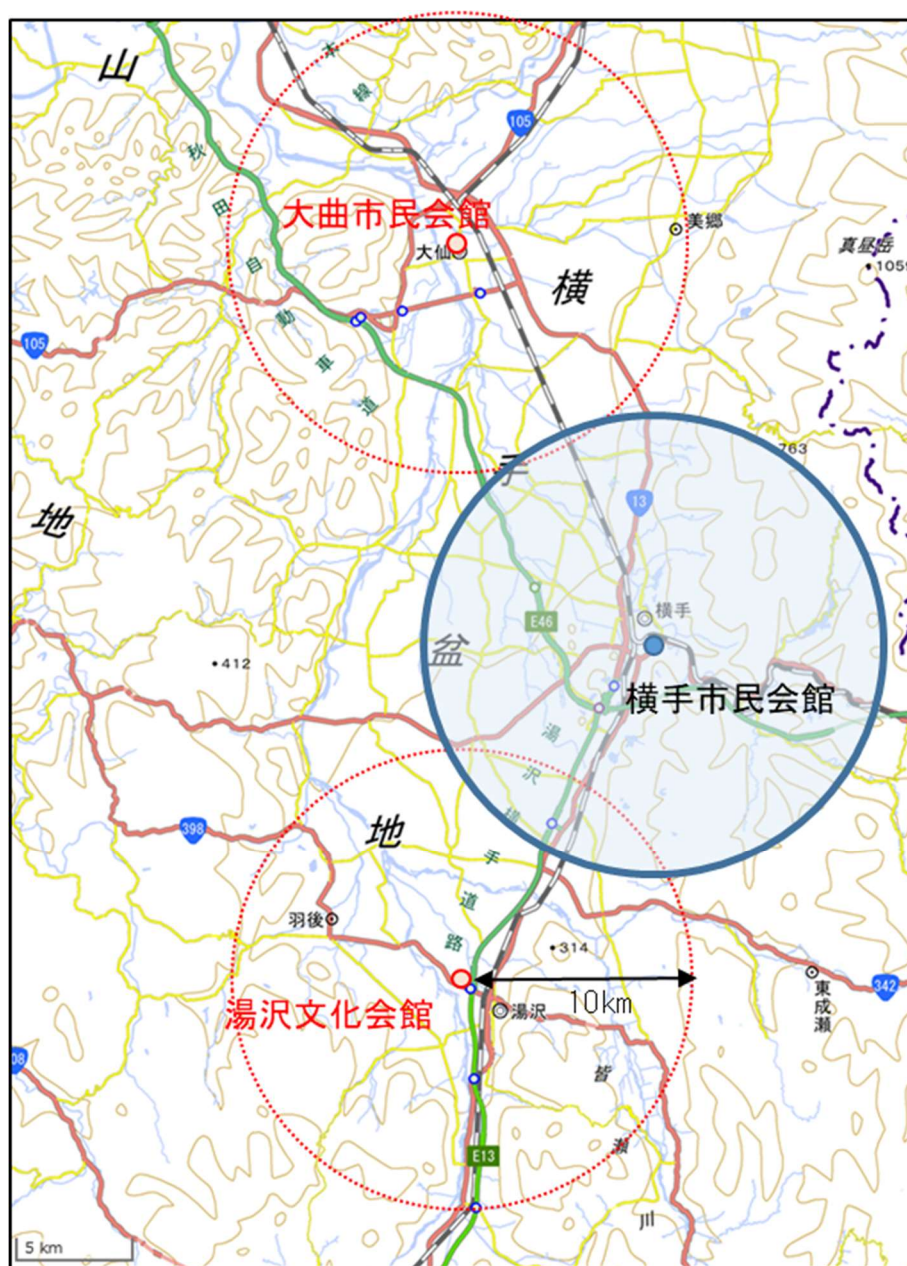 山
本
線
105
秋
田
自
動
車
道
大曲市民会館
大仙
美郷
真昼岳
1059
横
105
763
手
13
地
横手
E46
盆
412
横手市民会館
湯
沢
横
398
地
手
道
路
羽後
314
10km
東成瀬
342
湯沢文化会館
湯沢
皆
08
瀬
E13
川
5 km